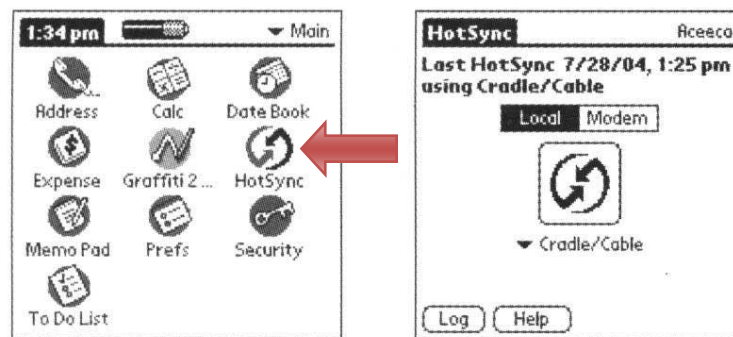 1:34 pm Main
Address Calc Date Book
Expense Graffiti 2 ... HotSync
Memo Pad Prefs Security
To Do List
HotSync Aceeca
Last HotSync 7/28/04, 1:25 pm
using Cradle/Cable
Local Modem
Cradle/Cable
Log Help